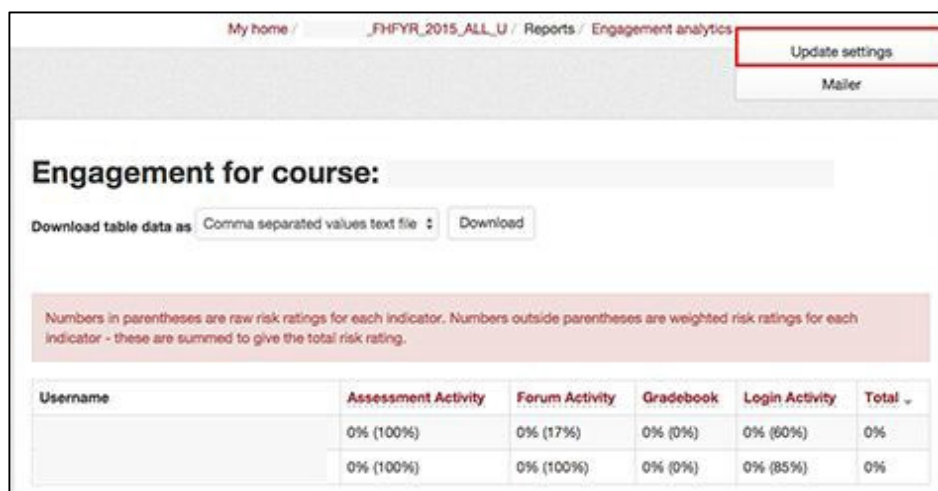 My home / _FHFYR_2015_ALL_U / Reports / Engagement analytics
Update settings
Mailer
Engagement for course:
Download table data as Comma separated values text file Download
Numbers in parentheses are raw risk ratings for each indicator. Numbers outside parentheses are weighted risk ratings for each
indicator - these are summed to give the total risk rating.
Username Assessment Activity Forum Activity Gradebook Login Activity Total
0% (100%) 0% (17%) 0% (0%) 0% (60%) 0%
0% (100%) 0% (100%) 0% (0%) 0% (85%) 0%